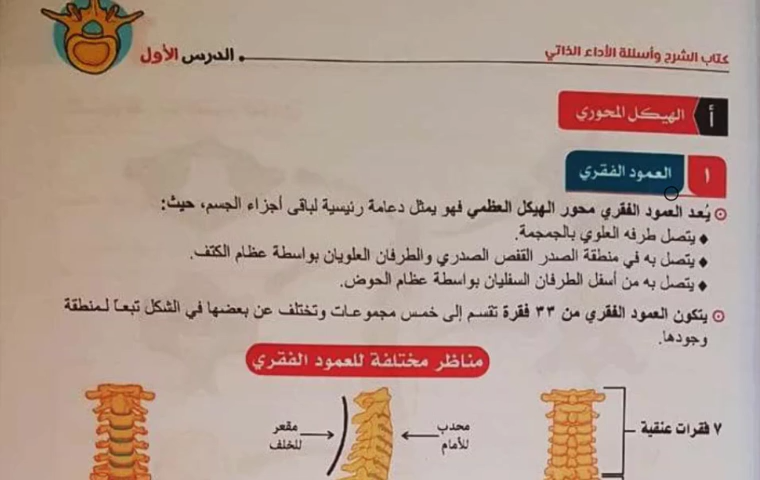 كتاب الشرح وأسئلة الأداء الذاتي
الدرس الأول
أ الهيكل المحوري
١ العمود الفقري
يُعد العمود الفقري محور الهيكل العظمي فهو يمثل دعامة رئيسية لباقى أجزاء الجسم، حيث:
يتصل طرفه العلوي بالجمجمة.
يتصل به في منطقة الصدر القفص الصدري والطرفان العلويان بواسطة عظام الكتف.
يتصل به من أسفل الطرفان السفليان بواسطة عظام الحوض.
يتكون العمود الفقري من ٣٣ فقرة تقسم إلى خمس مجموعات وتختلف عن بعضها في الشكل تبعاً لـمنطقة
وجودها.
مناظر مختلفة للعمود الفقري
٧ فقرات عنقية
محدب
للأمام
مقعر
للخلف